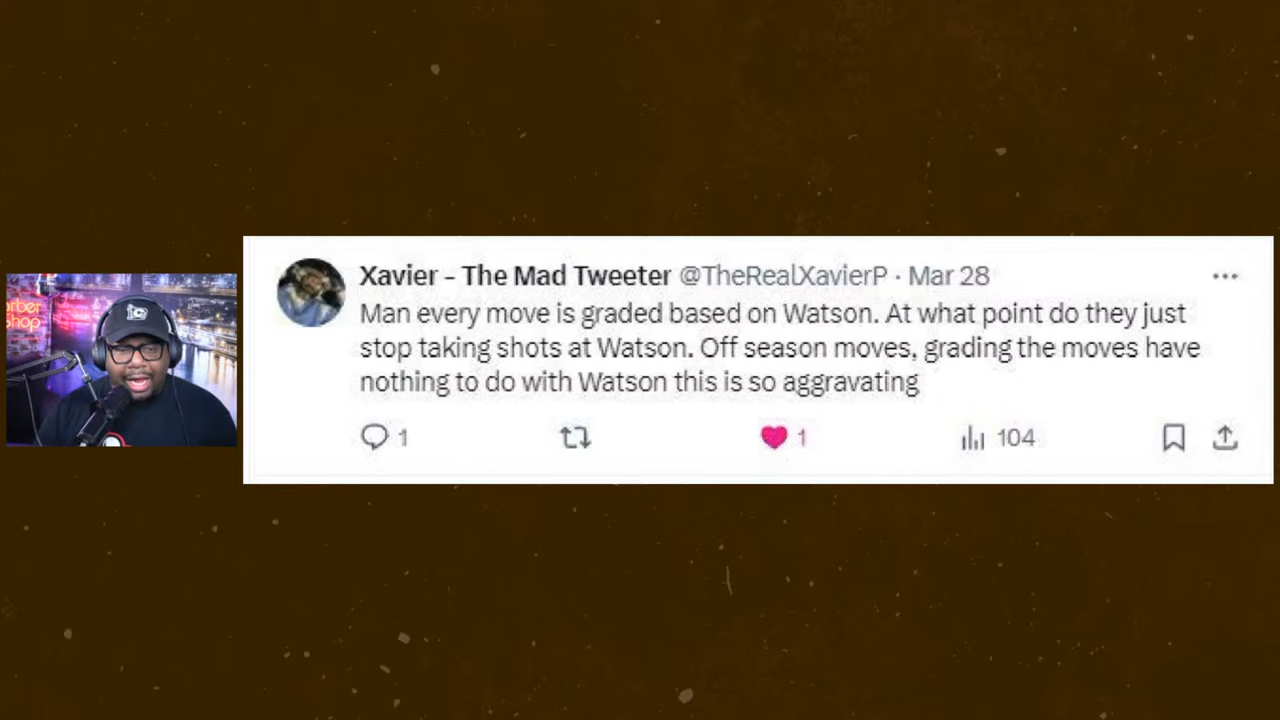 arber
Shop
Xavier - The Mad Tweeter @TheRealXavierP · Mar 28
Man every move is graded based on Watson. At what point do they just
stop taking shots at Watson. Off season moves, grading the moves have
nothing to do with Watson this is so aggravating
1
1
104